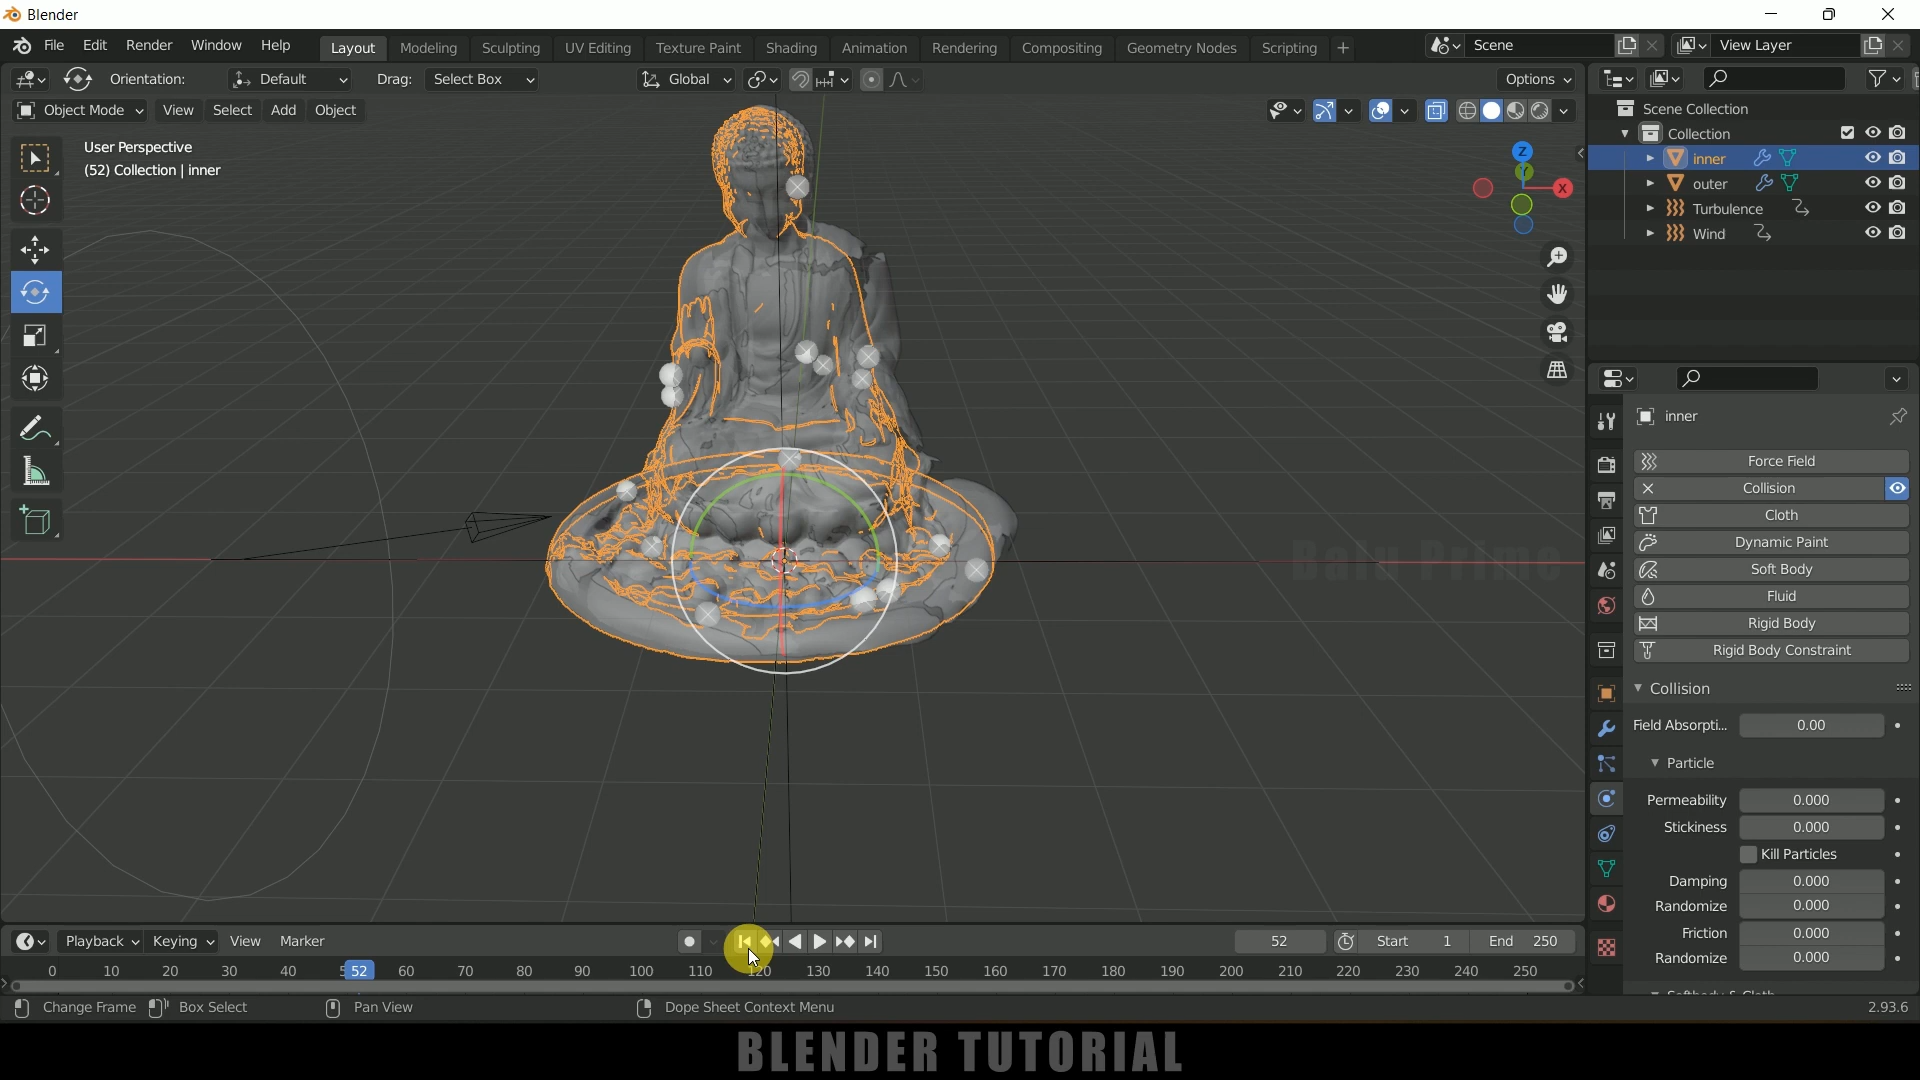 Blender
File Edit Render Window Help Layout Modeling Sculpting UV Editing Texture Paint Shading Animation Rendering Compositing Geometry Nodes Scripting + Scene View Layer
Orientation: Default Drag: Select Box Global Options
Object Mode View Select Add Object
User Perspective
(52) Collection | inner
Z
Y
X
Scene Collection
Collection
inner
outer
Turbulence
Wind
inner
Force Field
Collision
Cloth
Dynamic Paint
Soft Body
Fluid
Rigid Body
Rigid Body Constraint
Collision
Field Absorpti... 0.00
Particle
Permeability 0.000
Stickiness 0.000
Kill Particles
Damping 0.000
Randomize 0.000
Friction 0.000
Randomize 0.000
Softbody & Cloth
Balu Prime
Playback Keying View Marker 52 Start 1 End 250
0 10 20 30 40 5 52 60 70 80 90 100 110 120 130 140 150 160 170 180 190 200 210 220 230 240 250
Change Frame Box Select Pan View Dope Sheet Context Menu 2.93.6
BLENDER TUTORIAL